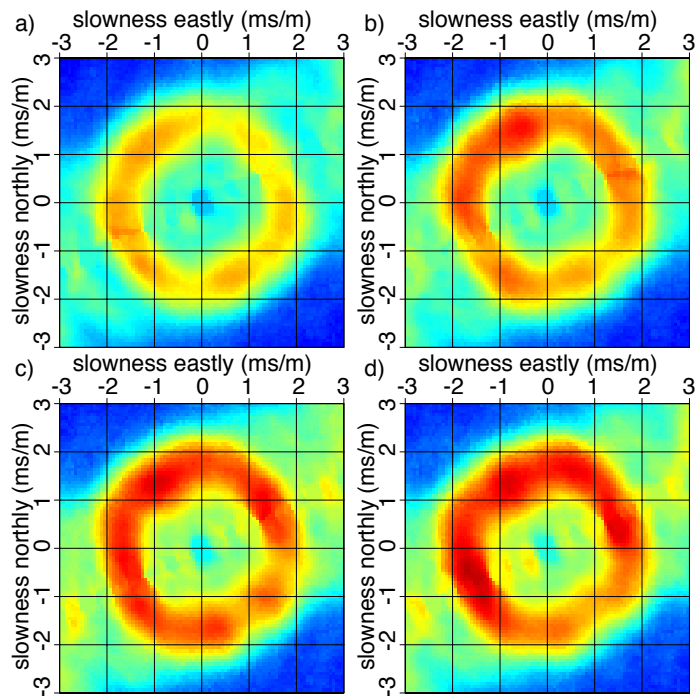 a) slowness eastly (ms/m)
-3 -2 -1 0 1 2 3
slowness northly (ms/m)
3 2 1 0 -1 -2 -3
b) slowness eastly (ms/m)
-3 -2 -1 0 1 2 3
slowness northly (ms/m)
3 2 1 0 -1 -2 -3
c) slowness eastly (ms/m)
-3 -2 -1 0 1 2 3
slowness northly (ms/m)
3 2 1 0 -1 -2 -3
d) slowness eastly (ms/m)
-3 -2 -1 0 1 2 3
slowness northly (ms/m)
3 2 1 0 -1 -2 -3